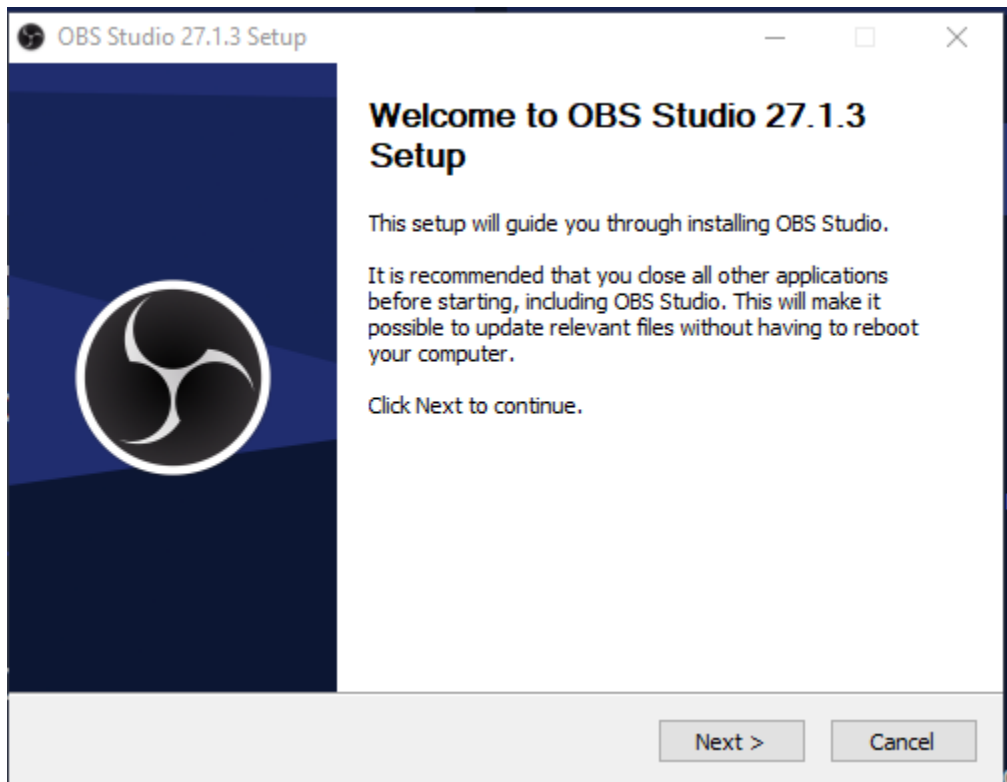 OBS Studio 27.1.3 Setup
Welcome to OBS Studio 27.1.3
Setup
This setup will guide you through installing OBS Studio.
It is recommended that you close all other applications
before starting, including OBS Studio. This will make it
possible to update relevant files without having to reboot
your computer.
Click Next to continue.
Next >
Cancel